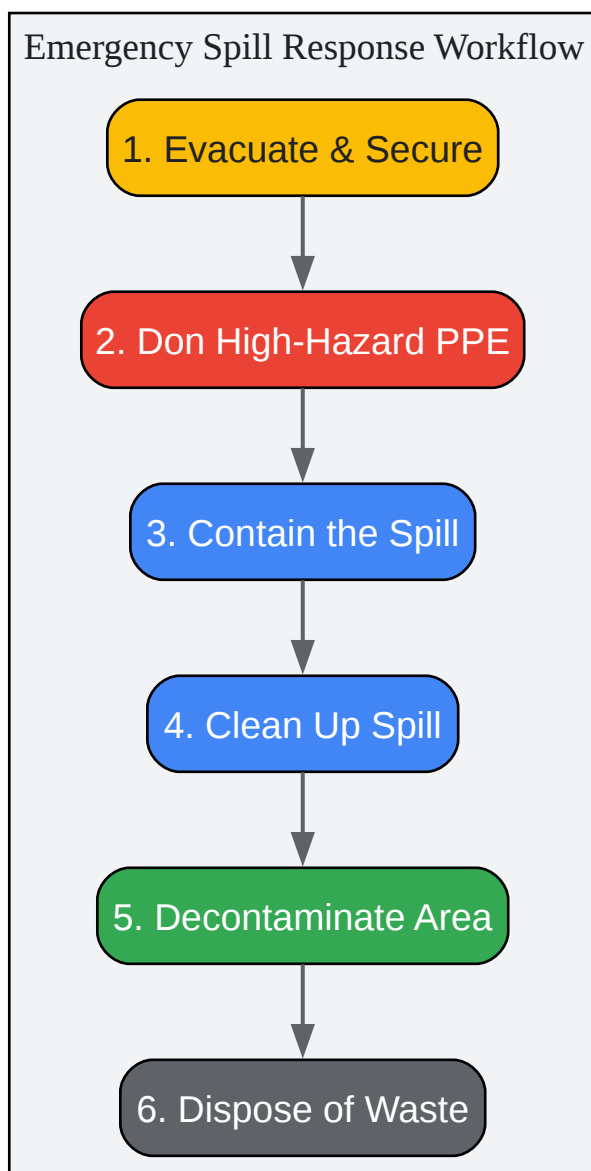 Emergency Spill Response Workflow
1. Evacuate & Secure
2. Don High-Hazard PPE
3. Contain the Spill
4. Clean Up Spill
5. Decontaminate Area
6. Dispose of Waste